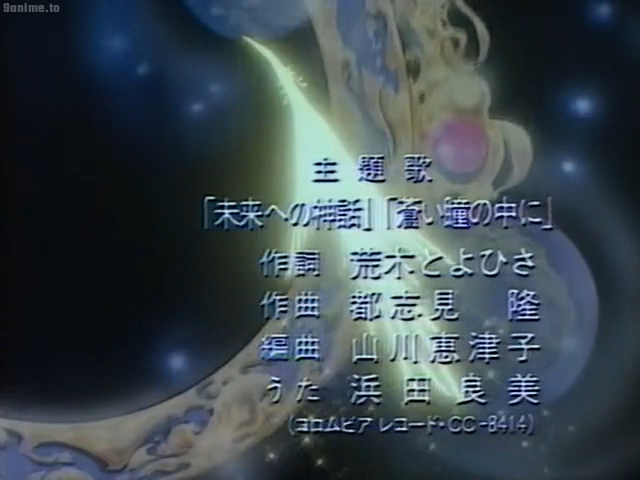 9anime.to
主題歌
「未来への神話」「蒼い瞳の中に」
作詞 荒木とよひさ
作曲 都志見 隆
編曲 山川恵津子
うた 浜田良美
(コロムビア レコード・CC-8414)